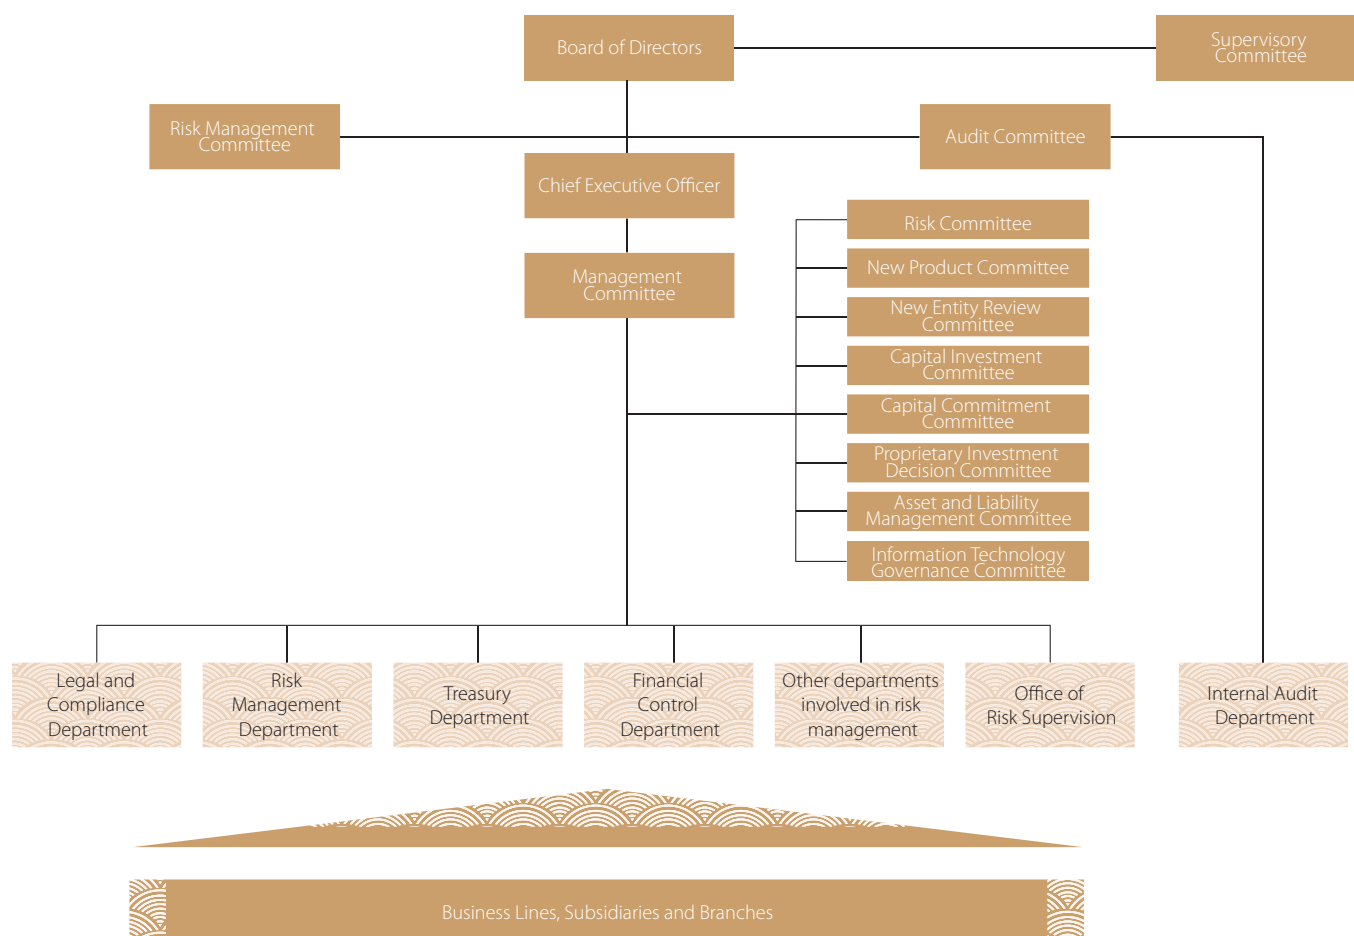 Board of Directors
Supervisory
Committee
Risk Management
Committee
Audit Committee
Chief Executive Officer
Management
Committee
Risk Committee
New Product Committee
New Entity Review
Committee
Capital Investment
Committee
Capital Commitment
Committee
Proprietary Investment
Decision Committee
Asset and Liability
Management Committee
Information Technology
Governance Committee
Legal and
Compliance
Department
Risk
Management
Department
Treasury
Department
Financial
Control
Department
Other departments
involved in risk
management
Office of
Risk Supervision
Internal Audit
Department
Business Lines, Subsidiaries and Branches